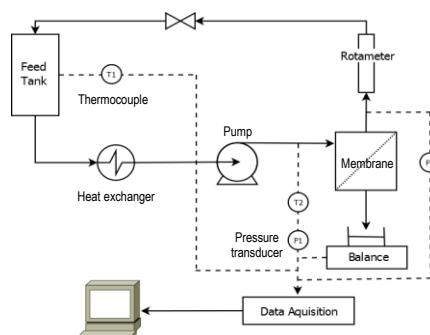 Feed
Tank
T1
Thermocouple
Rotameter
Pump
Membrane
P
Heat exchanger
T2
Pressure
transducer
P1
Balance
Data Aquisition